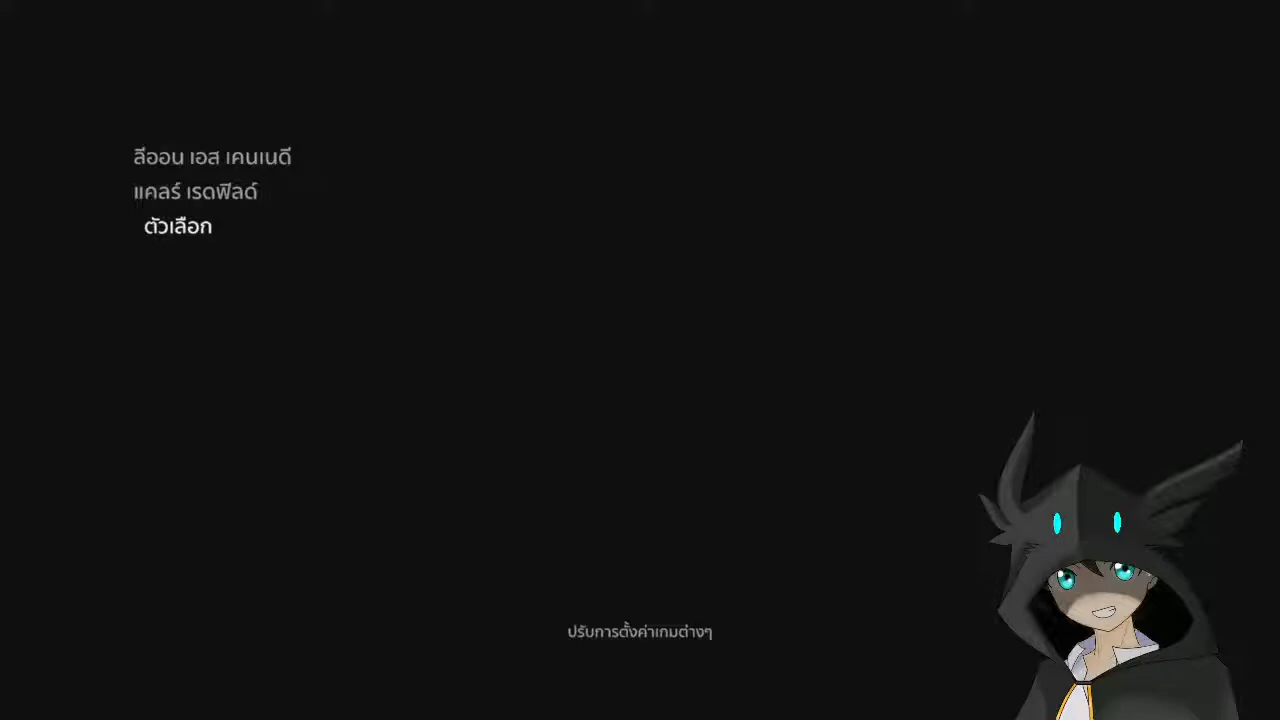 ลีออน เอส เคนเนดี
แคลร์ เรดฟิลด์
ตัวเลือก
ปรับการตั้งค่าเกมต่างๆ